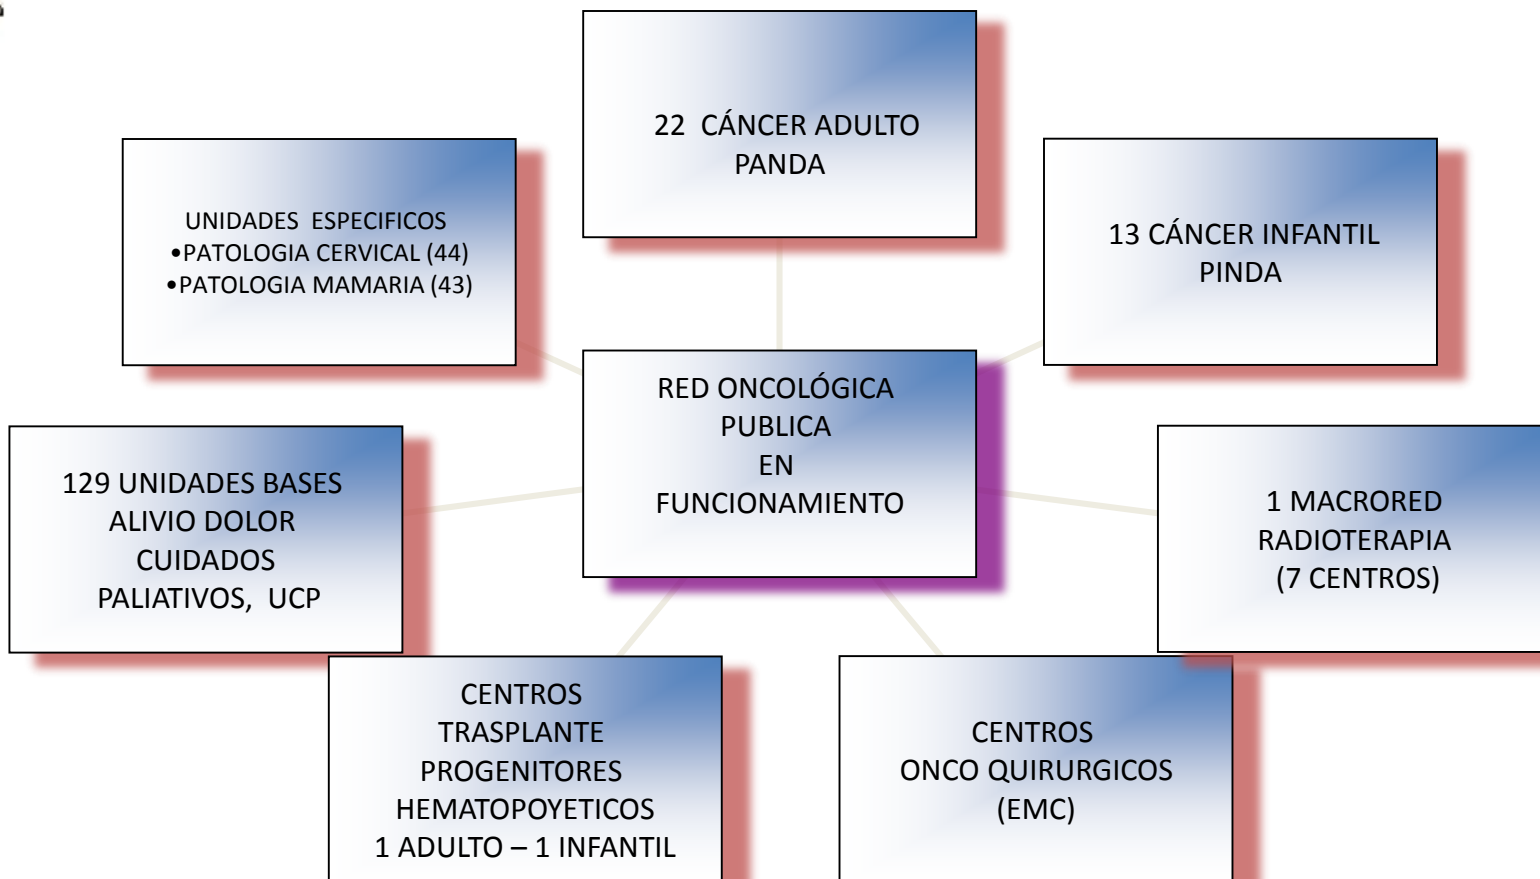 22 CÁNCER ADULTO
PANDA
UNIDADES ESPECIFICOS
•PATOLOGIA CERVICAL (44)
•PATOLOGIA MAMARIA (43)
13 CÁNCER INFANTIL
PINDA
RED ONCOLÓGICA
PUBLICA
EN
FUNCIONAMIENTO
129 UNIDADES BASES
ALIVIO DOLOR
CUIDADOS
PALIATIVOS, UCP
1 MACRORED
RADIOTERAPIA
(7 CENTROS)
CENTROS
TRASPLANTE
PROGENITORES
HEMATOPOYETICOS
1 ADULTO – 1 INFANTIL
CENTROS
ONCO QUIRURGICOS
(EMC)